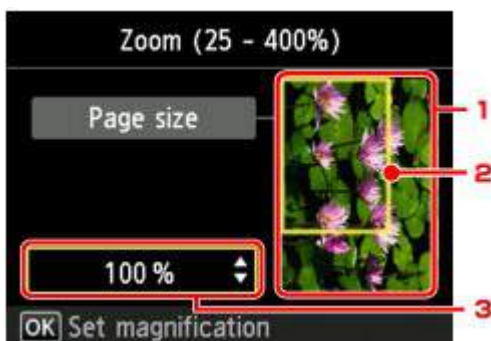 Zoom (25 - 400%)
Page size
1
2
100 %
3
OK Set magnification